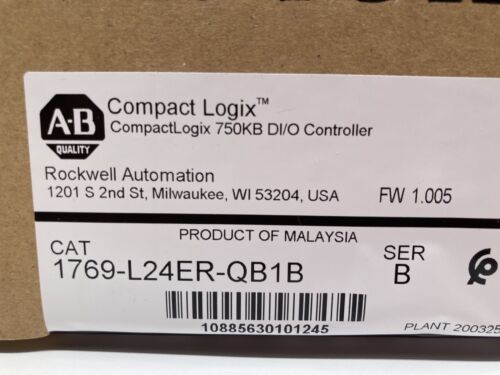 A-B
QUALITY
Compact Logix™
CompactLogix 750KB DI/O Controller
Rockwell Automation
1201 S 2nd St, Milwaukee, WI 53204, USA
FW 1.005
PRODUCT OF MALAYSIA
CAT
1769-L24ER-QB1B
SER
B
10885630101245
PLANT 200325